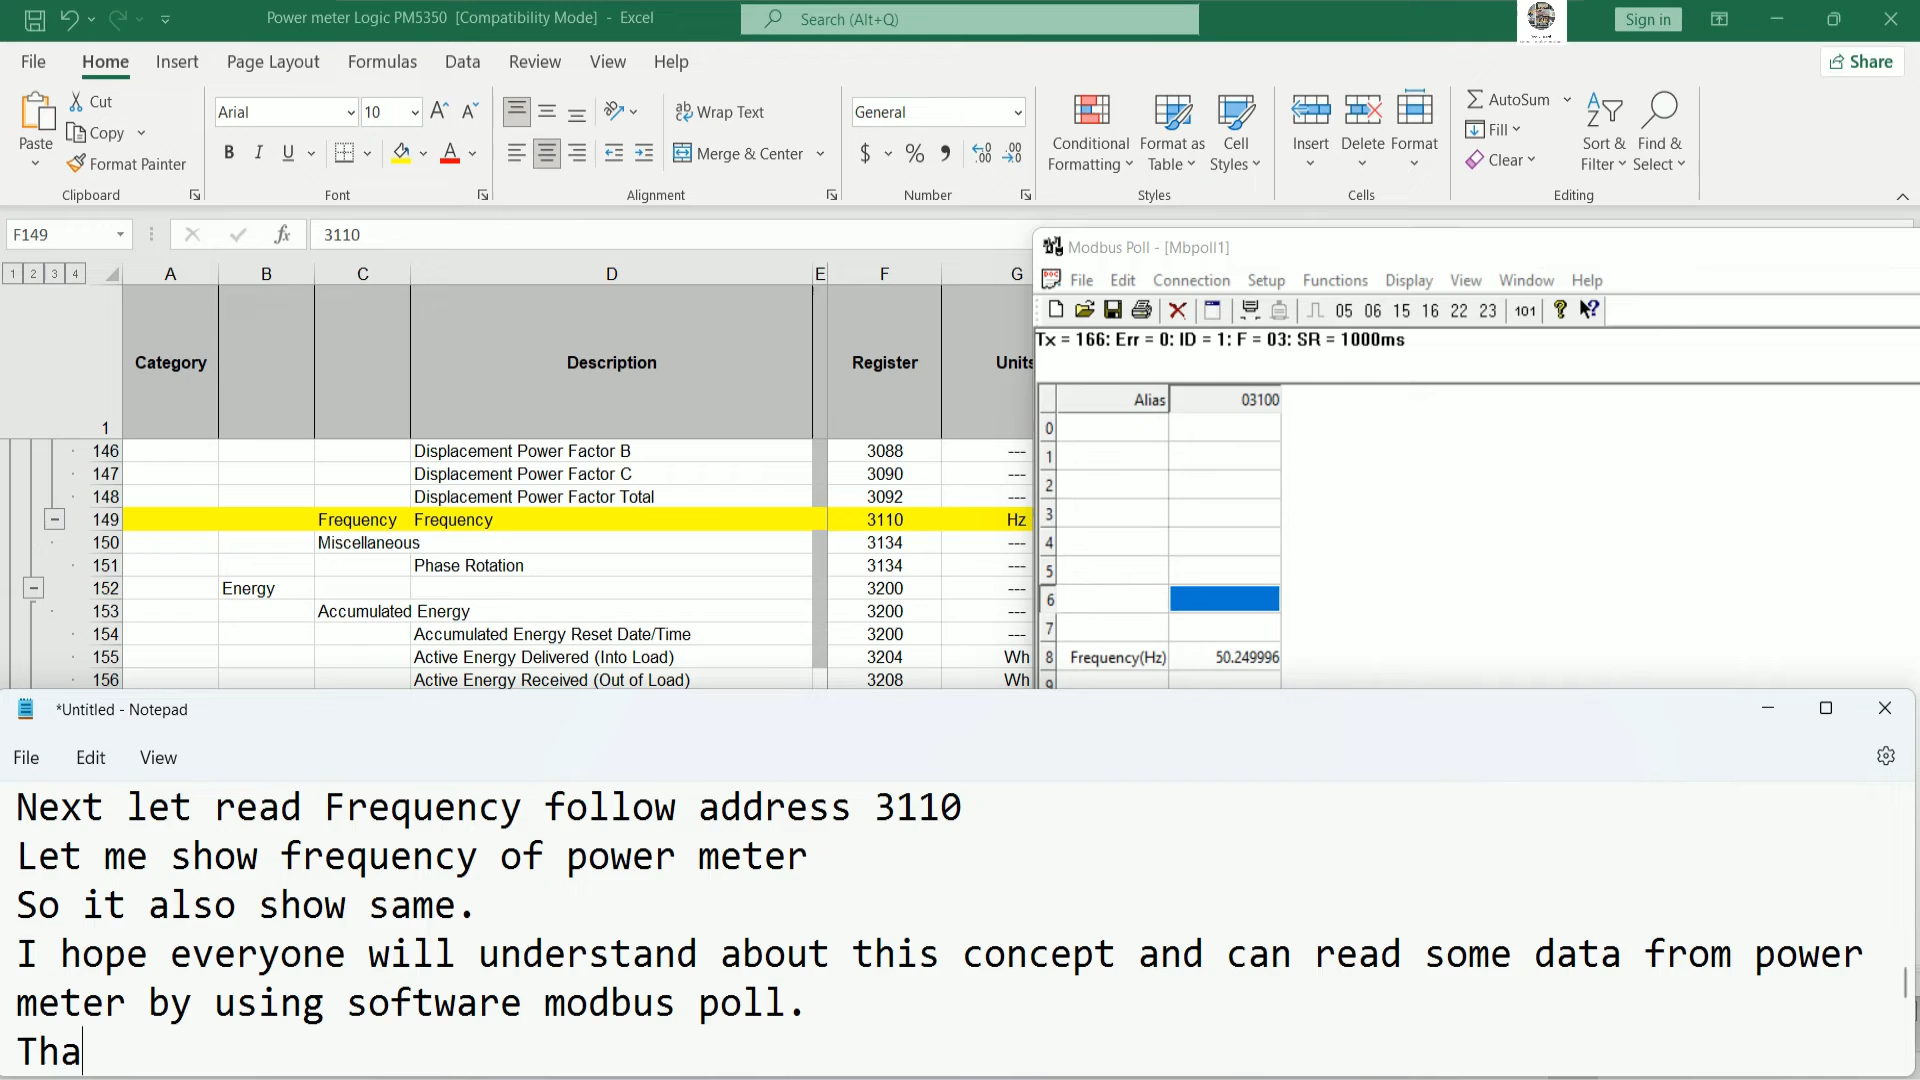 Power meter Logic PM5350 [Compatibility Mode] - Excel
Search (Alt+Q)
Sign in
File Home Insert Page Layout Formulas Data Review View Help
Share
Paste
Cut
Copy
Format Painter
Clipboard
Arial 10
B I U
Font
Wrap Text
Merge & Center
Alignment
General
$ % ,
Number
Conditional Formatting
Format as Table
Cell Styles
Styles
Insert Delete Format
Cells
AutoSum
Fill
Clear
Sort & Filter
Find & Select
Editing
F149 fx 3110
1 2 3 4 A B C D E F G
1 Category Description Register Units
146 Displacement Power Factor B 3088 ---
147 Displacement Power Factor C 3090 ---
148 Displacement Power Factor Total 3092 ---
149 Frequency Frequency 3110 Hz
150 Miscellaneous 3134 ---
151 Phase Rotation 3134 ---
152 Energy 3200 ---
153 Accumulated Energy 3200 ---
154 Accumulated Energy Reset Date/Time 3200 ---
155 Active Energy Delivered (Into Load) 3204 Wh
156 Active Energy Received (Out of Load) 3208 Wh
Modbus Poll - [Mbpoll1]
File Edit Connection Setup Functions Display View Window Help
05 06 15 16 22 23 101
Tx = 166: Err = 0: ID = 1: F = 03: SR = 1000ms
Alias 03100
0
1
2
3
4
5
6
7
8 Frequency(Hz) 50.249996
9
*Untitled - Notepad
File Edit View
Next let read Frequency follow address 3110
Let me show frequency of power meter
So it also show same.
I hope everyone will understand about this concept and can read some data from power
meter by using software modbus poll.
Tha